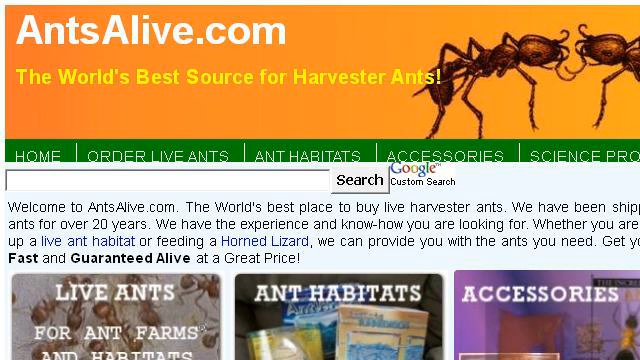 AntsAlive.com
The World's Best Source for Harvester Ants!
HOME ORDER LIVE ANTS ANT HABITATS ACCESSORIES SCIENCE PRO
Search Google™ Custom Search
Welcome to AntsAlive.com. The World's best place to buy live harvester ants. We have been shipp
ants for over 20 years. We have the experience and know-how you are looking for. Whether you are
up a live ant habitat or feeding a Horned Lizard, we can provide you with the ants you need. Get yo
Fast and Guaranteed Alive at a Great Price!
LIVE ANTS ANT HABITATS ACCESSORIES
FOR ANT FARMS®
AND HABITATS